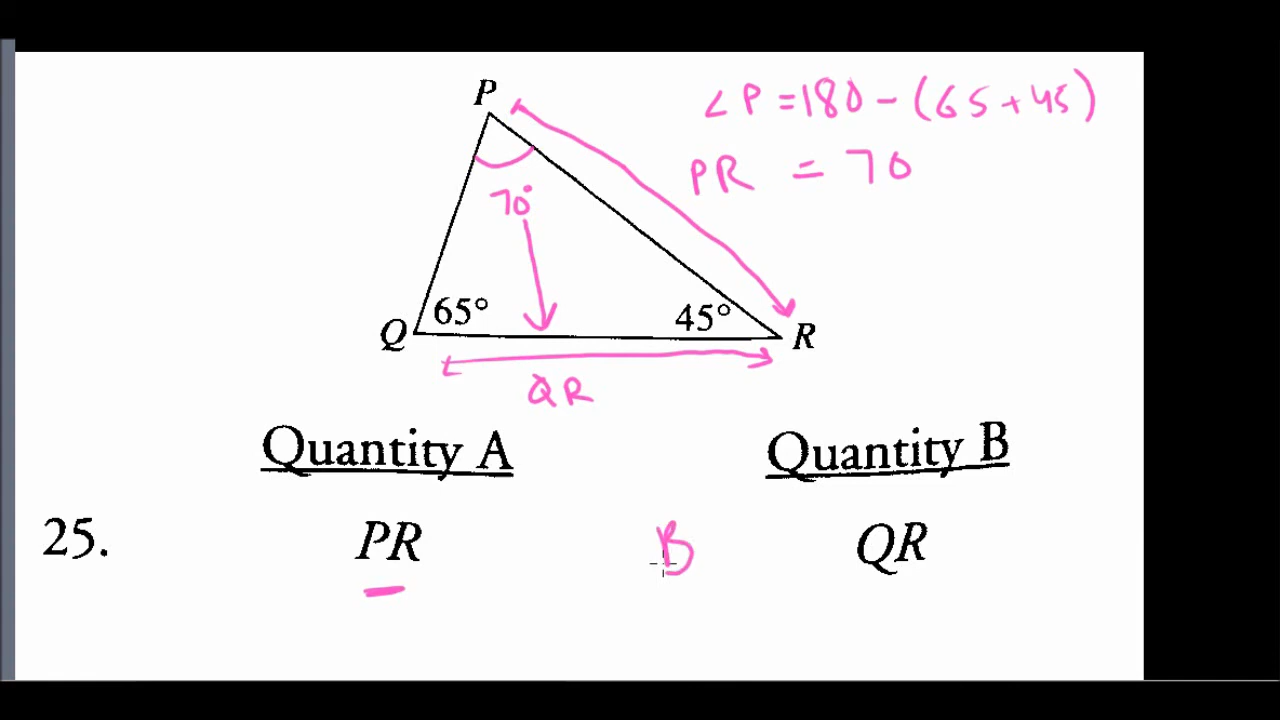 P
∠P = 180 - (65 + 45)
PR = 70
70°
65°
45°
Q
R
QR
Quantity A
Quantity B
25.
PR
B
QR